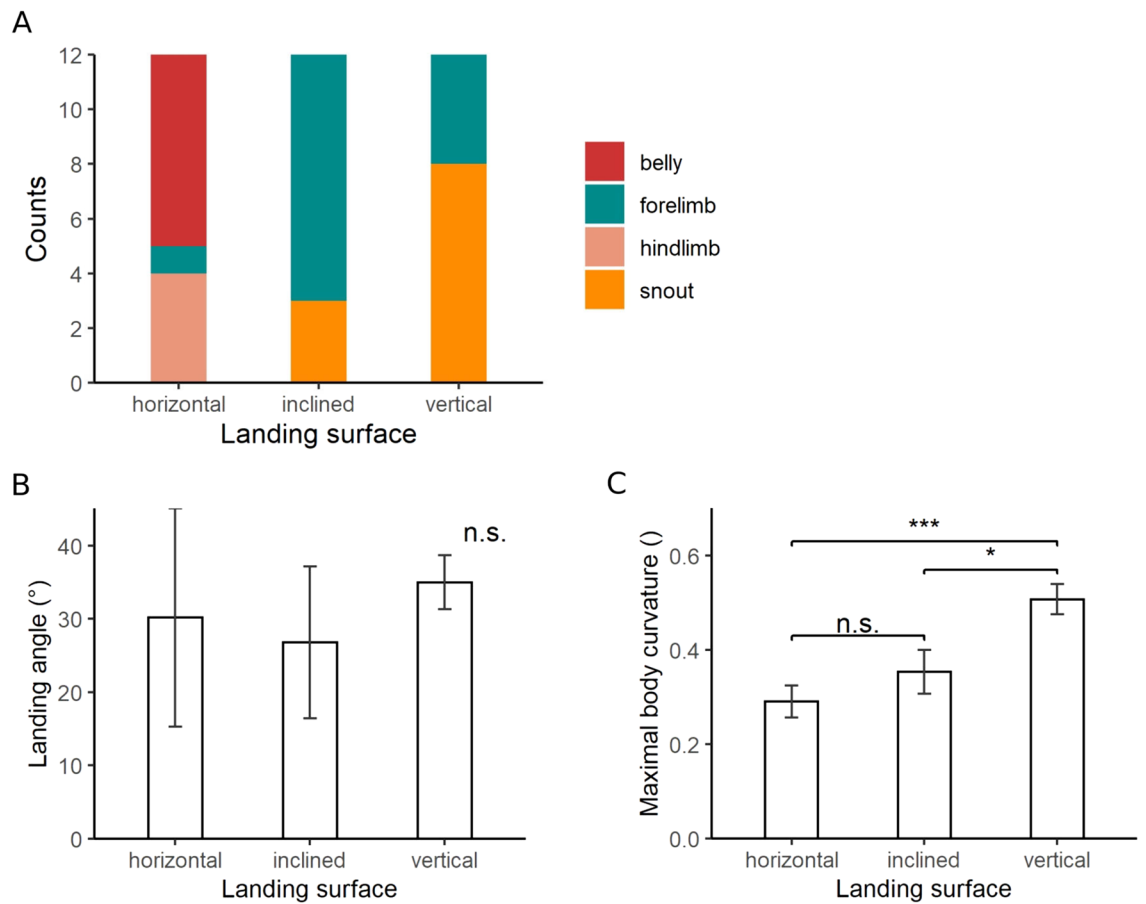 A
Counts
12
10
8
6
4
2
0
horizontal inclined vertical
Landing surface
belly
forelimb
hindlimb
snout
B
Landing angle (°)
40
30
20
10
0
n.s.
horizontal inclined vertical
Landing surface
C
Maximal body curvature ()
0.6
0.4
0.2
0.0
***
*
n.s.
horizontal inclined vertical
Landing surface